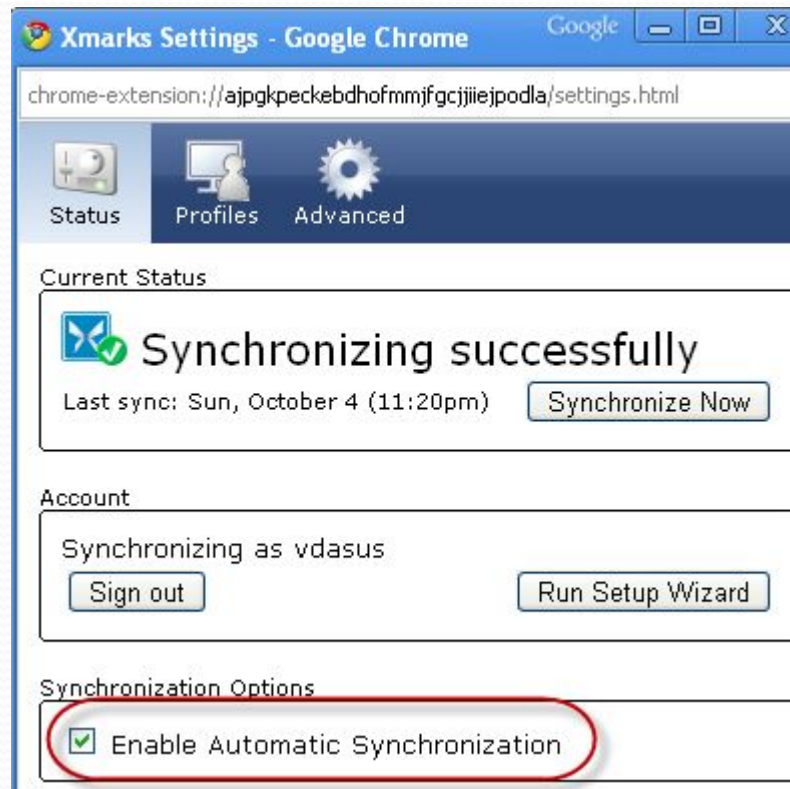 Xmarks Settings - Google Chrome
Google
chrome-extension://ajpgkpeckebdhofmmjfgcjjiiejpodla/settings.html
Status Profiles Advanced
Current Status
Synchronizing successfully
Last sync: Sun, October 4 (11:20pm) Synchronize Now
Account
Synchronizing as vdasus
Sign out Run Setup Wizard
Synchronization Options
Enable Automatic Synchronization